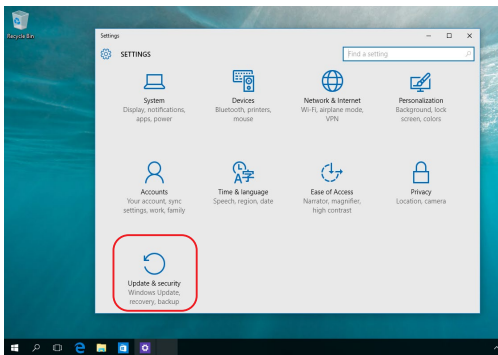 Recycle Bin
Settings
SETTINGS
Find a setting
System
Display, notifications,
apps, power
Devices
Bluetooth, printers,
mouse
Network & Internet
Wi-Fi, airplane mode,
VPN
Personalization
Background, lock
screen, colors
Accounts
Your account, sync
settings, work, family
Time & language
Speech, region, date
Ease of Access
Narrator, magnifier,
high contrast
Privacy
Location, camera
Update & security
Windows Update,
recovery, backup